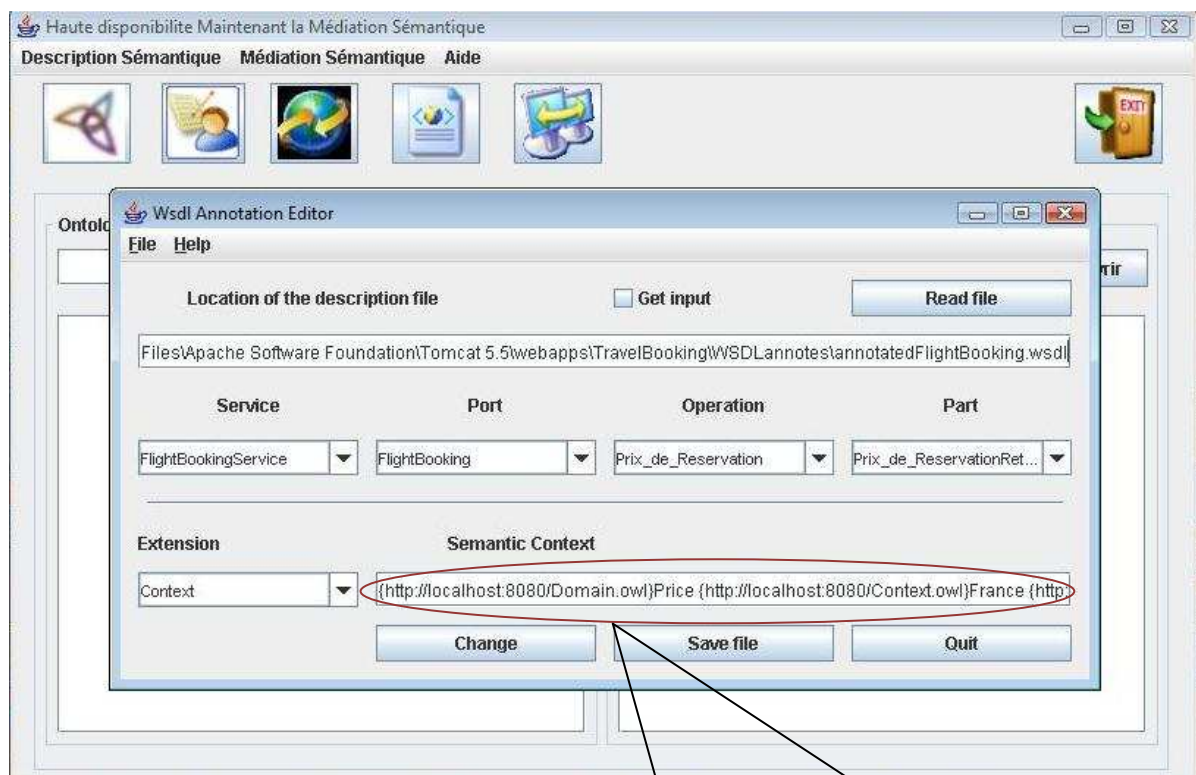 Haute disponibilite Maintenant la Médiation Sémantique
Description Sémantique Médiation Sémantique Aide
EXIT
Wsdl Annotation Editor
File Help
Location of the description file Get input Read file
Files\Apache Software Foundation\Tomcat 5.5\webapps\TravelBooking\WSDLannotes\annotatedFlightBooking.wsdl
Service Port Operation Part
FlightBookingService FlightBooking Prix_de_Reservation Prix_de_ReservationRet...
Extension Semantic Context
Context {http://localhost:8080/Domain.owl}Price {http://localhost:8080/Context.owl}France {http:
Change Save file Quit